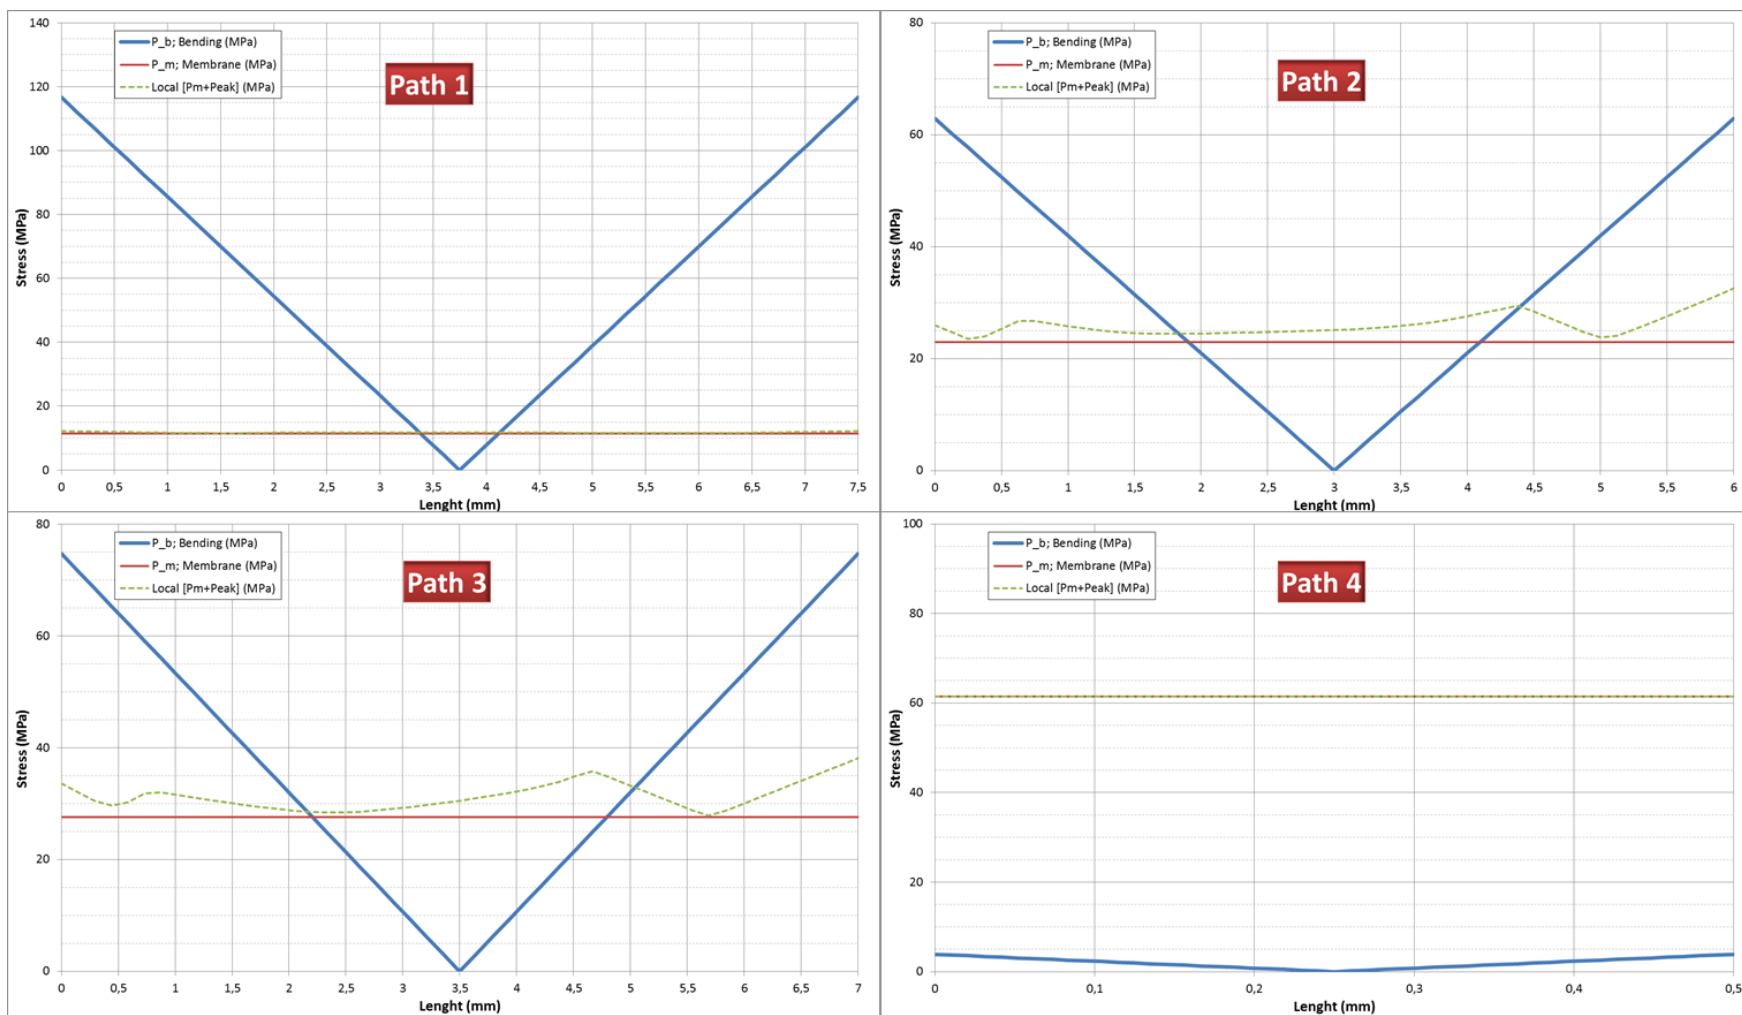 140
120
100
80
60
40
20
0
Stress (MPa)
P_b; Bending (MPa)
P_m; Membrane (MPa)
Local [Pm+Peak] (MPa)
Path 1
0 0,5 1 1,5 2 2,5 3 3,5 4 4,5 5 5,5 6 6,5 7 7,5
Lenght (mm)
80
60
40
20
0
Stress (MPa)
P_b; Bending (MPa)
P_m; Membrane (MPa)
Local [Pm+Peak] (MPa)
Path 2
0 0,5 1 1,5 2 2,5 3 3,5 4 4,5 5 5,5 6
Lenght (mm)
80
60
40
20
0
Stress (MPa)
P_b; Bending (MPa)
P_m; Membrane (MPa)
Local [Pm+Peak] (MPa)
Path 3
0 0,5 1 1,5 2 2,5 3 3,5 4 4,5 5 5,5 6 6,5 7
Lenght (mm)
100
80
60
40
20
0
Stress (MPa)
P_b; Bending (MPa)
P_m; Membrane (MPa)
Local [Pm+Peak] (MPa)
Path 4
0 0,1 0,2 0,3 0,4 0,5
Lenght (mm)